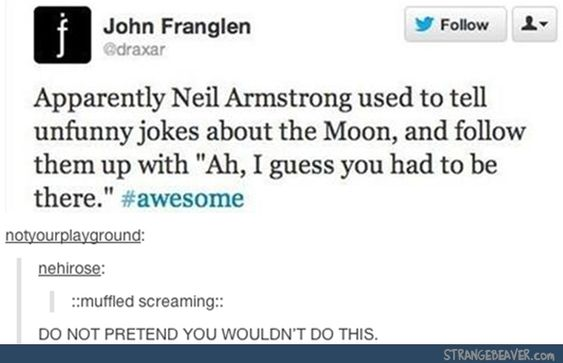 John Franglen
@draxar
Follow
Apparently Neil Armstrong used to tell
unfunny jokes about the Moon, and follow
them up with "Ah, I guess you had to be
there." #awesome
notyourplayground:
nehirose:
::muffled screaming::
DO NOT PRETEND YOU WOULDN'T DO THIS.
STRANGEBEAVER.COM